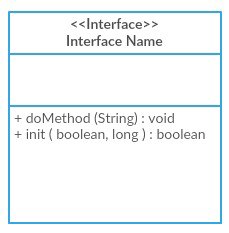 <<Interface>>
Interface Name
+ doMethod (String) : void
+ init ( boolean, long ) : boolean